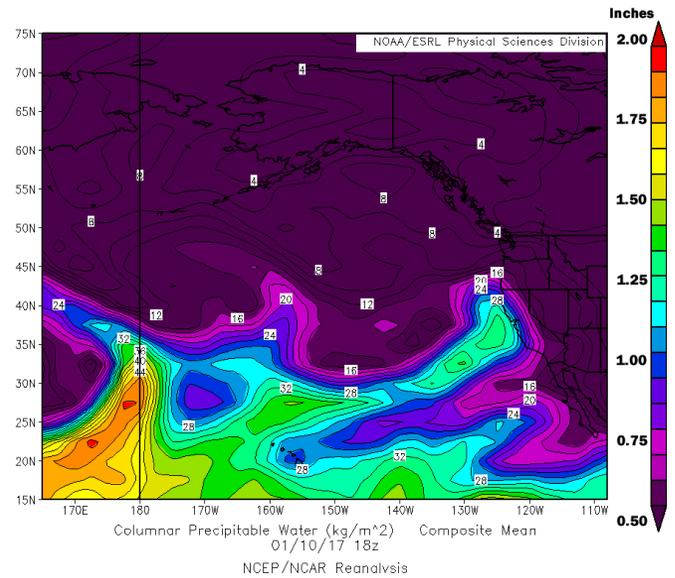 Inches
NOAA/ESRL Physical Sciences Division
75N
70N
65N
60N
55N
50N
45N
40N
35N
30N
25N
20N
15N
170E 180 170W 160W 150W 140W 130W 120W 110W
2.00
1.75
1.50
1.25
1.00
0.75
0.50
4
4
4
8
8
8
4
8
16
20
24
28
24
20
12
12
16
24
32
36
40
44
16
32
28
16
20
24
28
32
28
28
Columnar Precipitable Water (kg/m^2) Composite Mean
01/10/17 18z
NCEP/NCAR Reanalysis